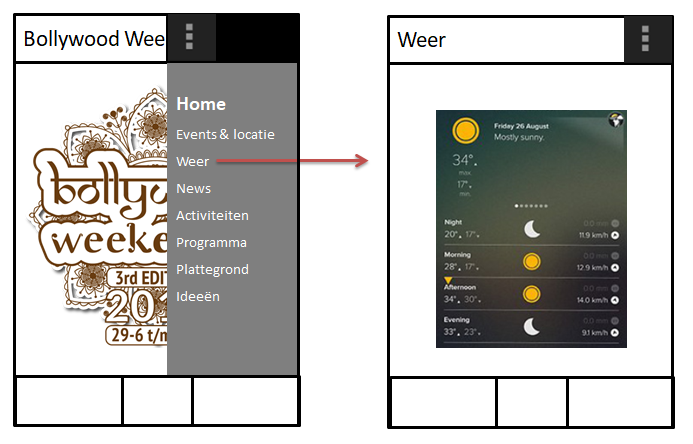 Bollywood Wee
Home
Events & locatie
Weer
News
Activiteiten
Programma
Plattegrond
Ideeën
bollyw
weeke
3rd EDIT
201
29-6 t/m
Weer
Friday 26 August
Mostly sunny.
34°.
max.
17°.
min.
Night
20°. 17°. 0.0 mm
11.9 km/h
Morning
28°. 17°. 0.0 mm
12.9 km/h
Afternoon
34°. 30°. 0.0 mm
14.0 km/h
Evening
33°. 23°. 0.0 mm
9.1 km/h